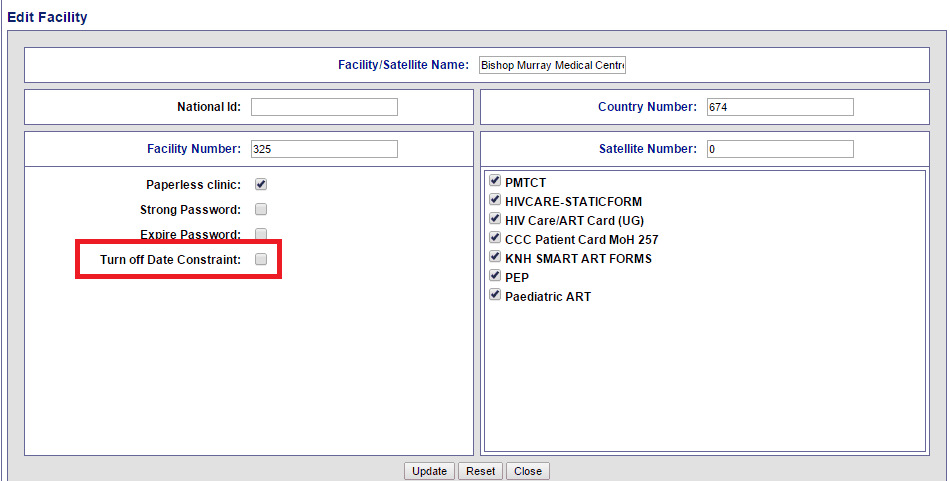 Edit Facility
Facility/Satellite Name: Bishop Murray Medical Centr
National Id:
Country Number: 674
Facility Number: 325
Satellite Number: 0
Paperless clinic:
Strong Password:
Expire Password:
Turn off Date Constraint:
PMTCT
HIVCARE-STATICFORM
HIV Care/ART Card (UG)
CCC Patient Card MoH 257
KNH SMART ART FORMS
PEP
Paediatric ART
Update Reset Close